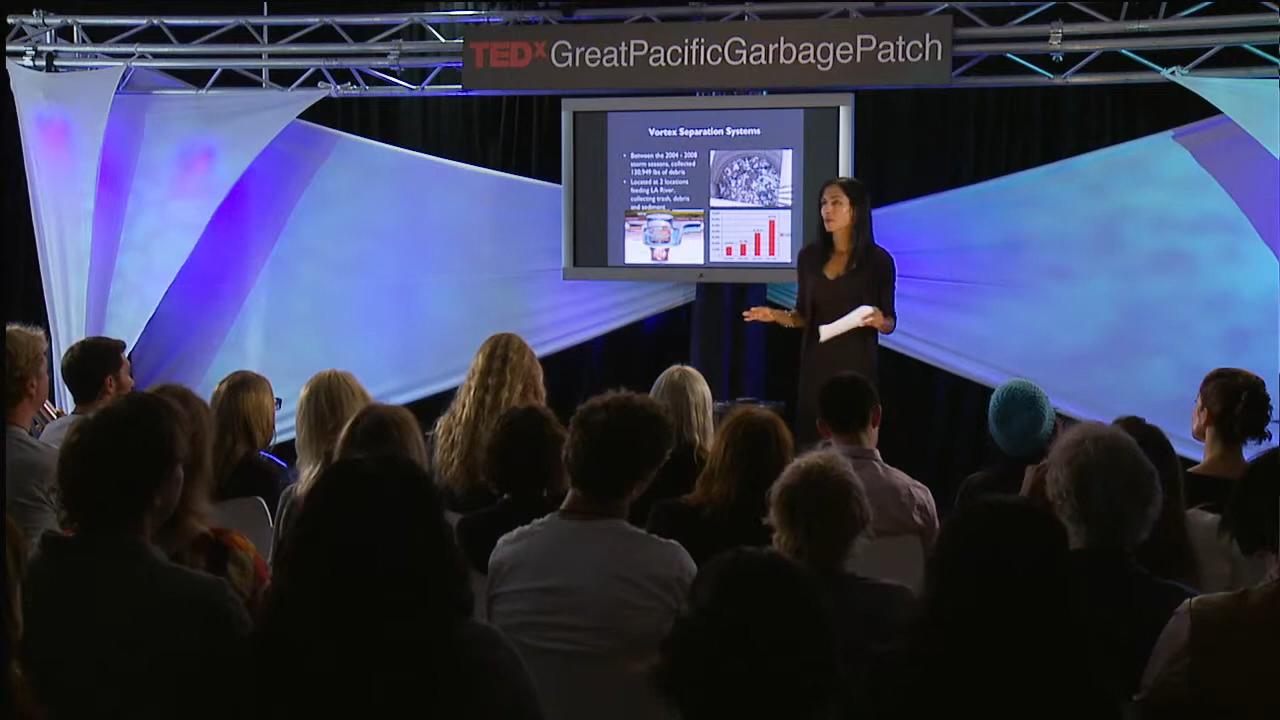 TEDxGreatPacificGarbagePatch
Vortex Separation Systems
• Between the 2004 - 2008
storm seasons, collected
130,949 lbs of debris
• Located at 2 locations
feeding LA River,
collecting trash, debris
and sediment